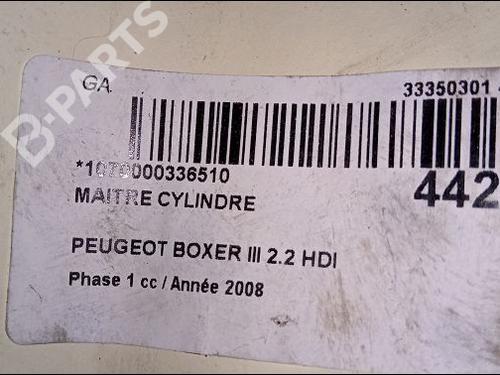 B-PARTS
GA
33350301
*1070000336510
442
MAITRE CYLINDRE
PEUGEOT BOXER III 2.2 HDI
Phase 1 cc / Année 2008